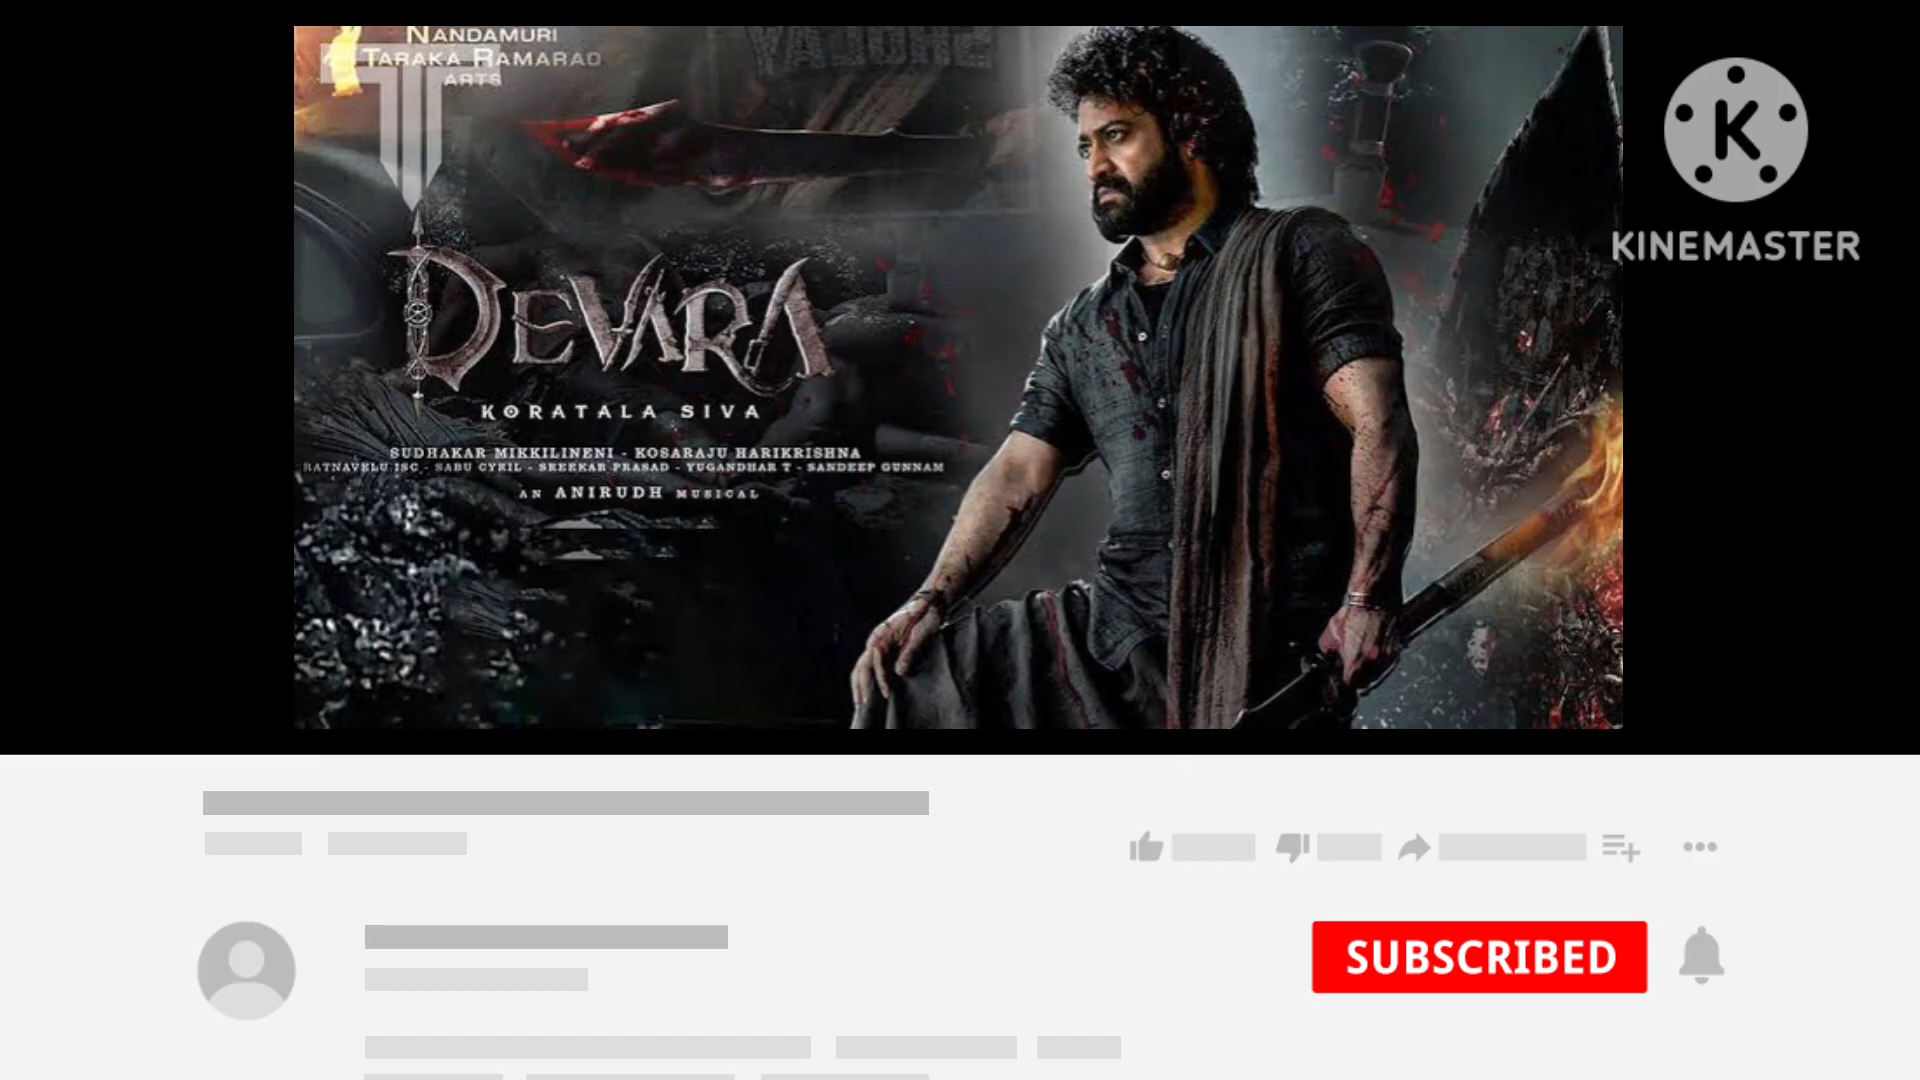 NANDAMURI
TARAKA RAMARAO
ARTS
DEVARA
KORATALA SIVA
SUDHAKAR MIKKILINENI - KOSARAJU HARIKRISHNA
RATNAVELU ISC - SABU CYRIL - SREEKAR PRASAD - YUGANDHAR T - SANDEEP GUNNAM
AN ANIRUDH MUSICAL
K
KINEMASTER
SUBSCRIBED